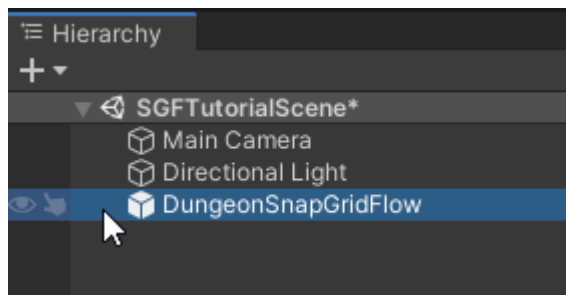 Hierarchy
SGFTutorialScene*
Main Camera
Directional Light
DungeonSnapGridFlow